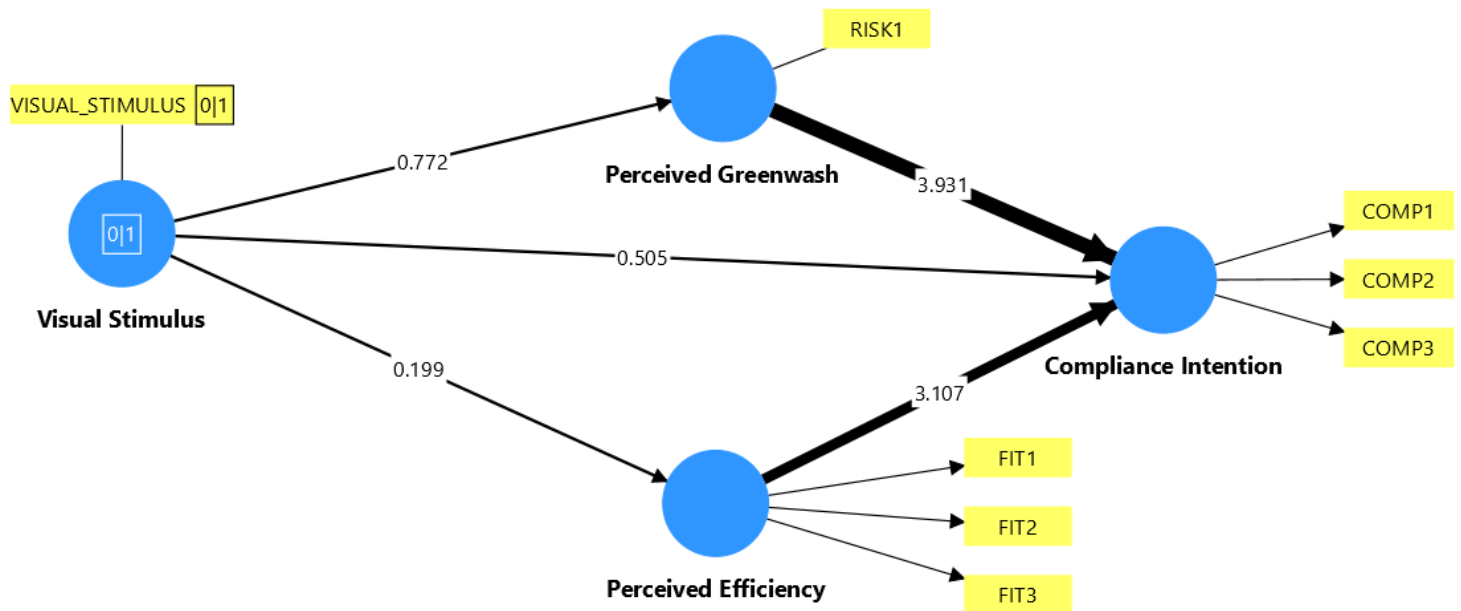 RISK1
VISUAL_STIMULUS 0|1
0.772
Perceived Greenwash
3.931
COMP1
0|1
0.505
COMP2
Visual Stimulus
COMP3
0.199
Compliance Intention
3.107
FIT1
FIT2
Perceived Efficiency
FIT3